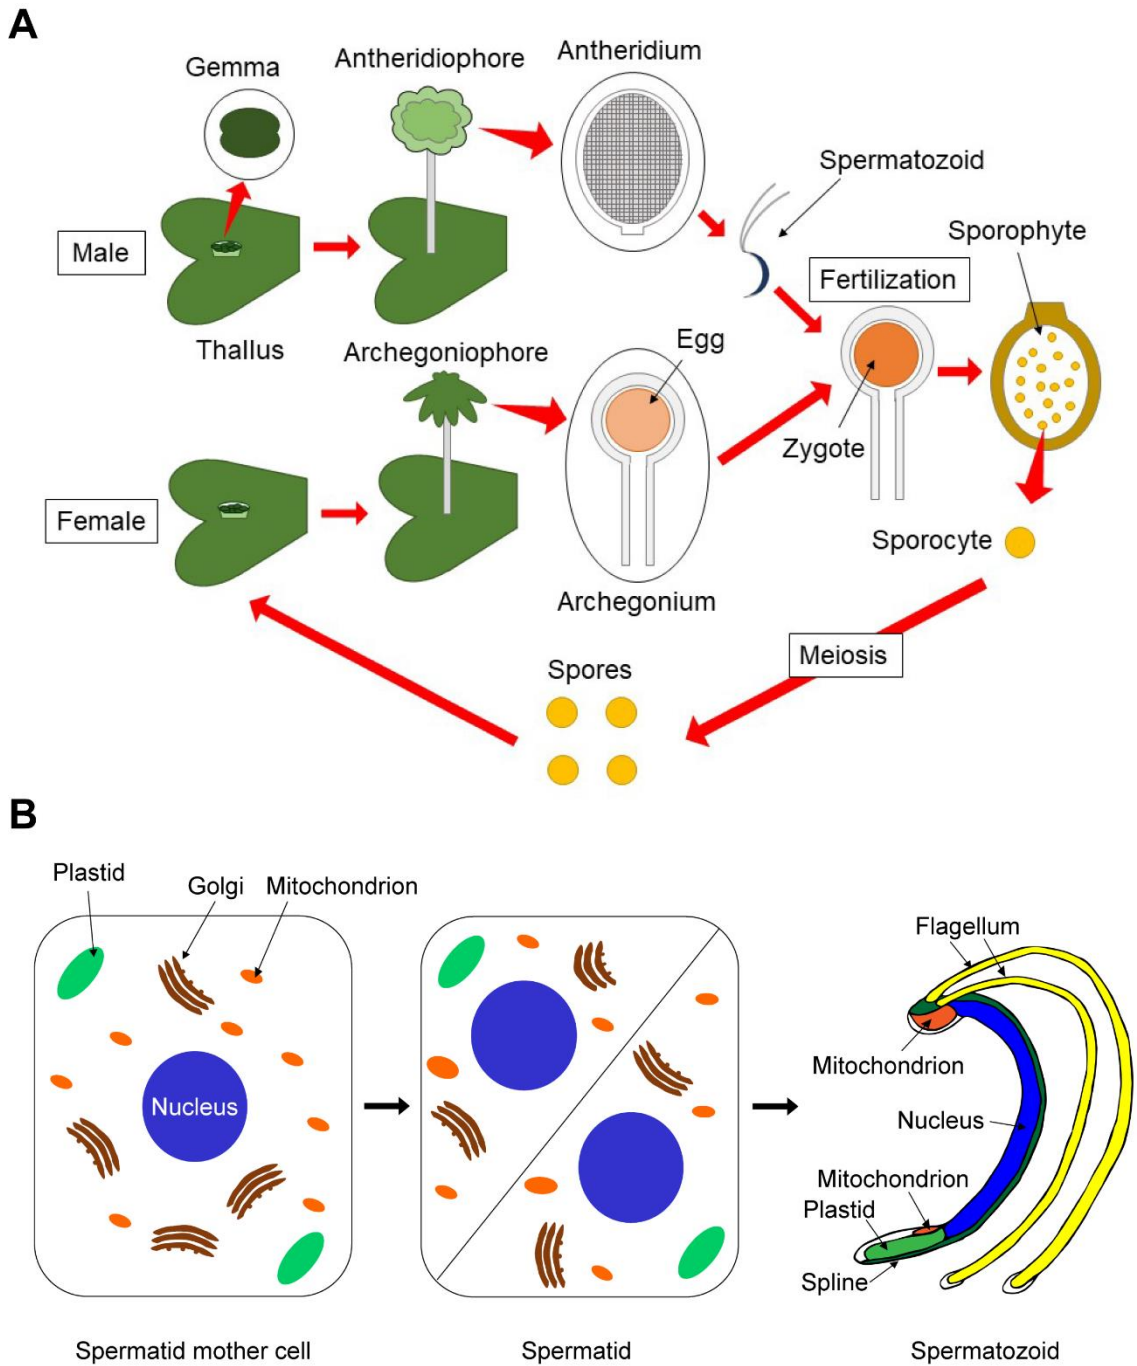 A
Gemma
Antheridiophore
Antheridium
Spermatozoid
Sporophyte
Male
Fertilization
Thallus
Archegoniophore
Egg
Zygote
Female
Sporocyte
Archegonium
Meiosis
Spores
B
Plastid
Golgi
Mitochondrion
Flagellum
Mitochondrion
Nucleus
Nucleus
Mitochondrion
Plastid
Spline
Spermatid mother cell
Spermatid
Spermatozoid